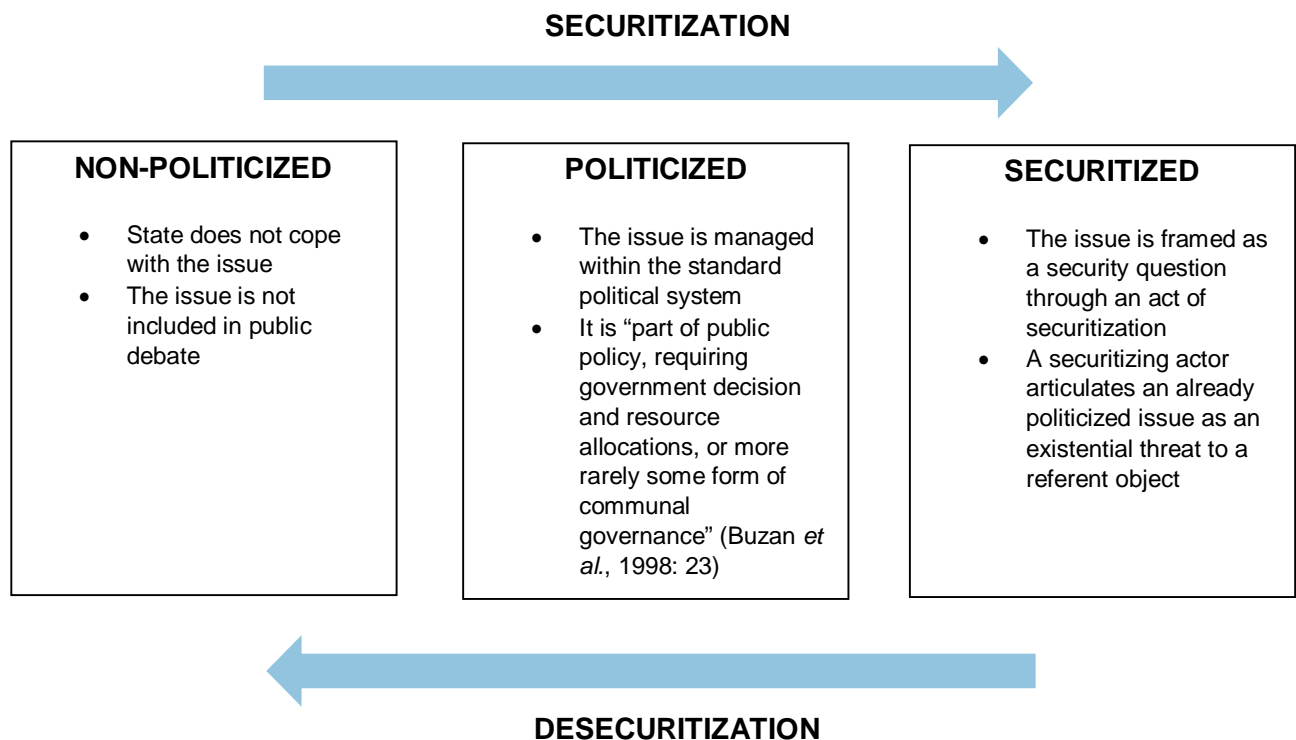 SECURITIZATION
NON-POLITICIZED
• State does not cope
with the issue
• The issue is not
included in public
debate
POLITICIZED
• The issue is managed
within the standard
political system
• It is “part of public
policy, requiring
government decision
and resource
allocations, or more
rarely some form of
communal
governance” (Buzan et
al., 1998: 23)
SECURITIZED
• The issue is framed as
a security question
through an act of
securitization
• A securitizing actor
articulates an already
politicized issue as an
existential threat to a
referent object
DESECURITIZATION